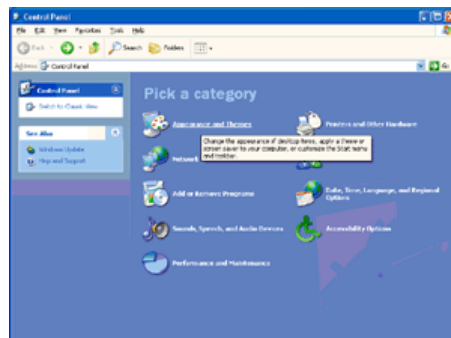 Control Panel
File Edit View Favorites Tools Help
Back Search Folders
Address Control Panel Go
Control Panel
Switch to Classic View
See Also
Windows Update
Help and Support
Pick a category
Appearance and Themes
Printers and Other Hardware
Change the appearance of desktop items, apply a theme or
screen saver to your computer, or customize the Start menu
and taskbar.
Network
Add or Remove Programs
Date, Time, Language, and Regional
Options
Sounds, Speech, and Audio Devices
Accessibility Options
Performance and Maintenance